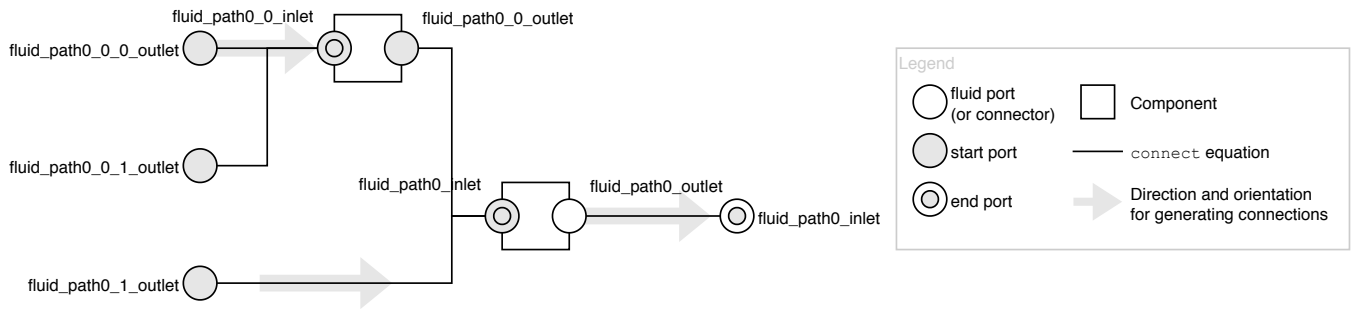 fluid_path0_0_inlet
fluid_path0_0_outlet
fluid_path0_0_0_outlet
fluid_path0_0_1_outlet
fluid_path0_inlet
fluid_path0_outlet
fluid_path0_inlet
fluid_path0_1_outlet
Legend
fluid port
(or connector)
Component
start port
connect equation
end port
Direction and orientation
for generating connections